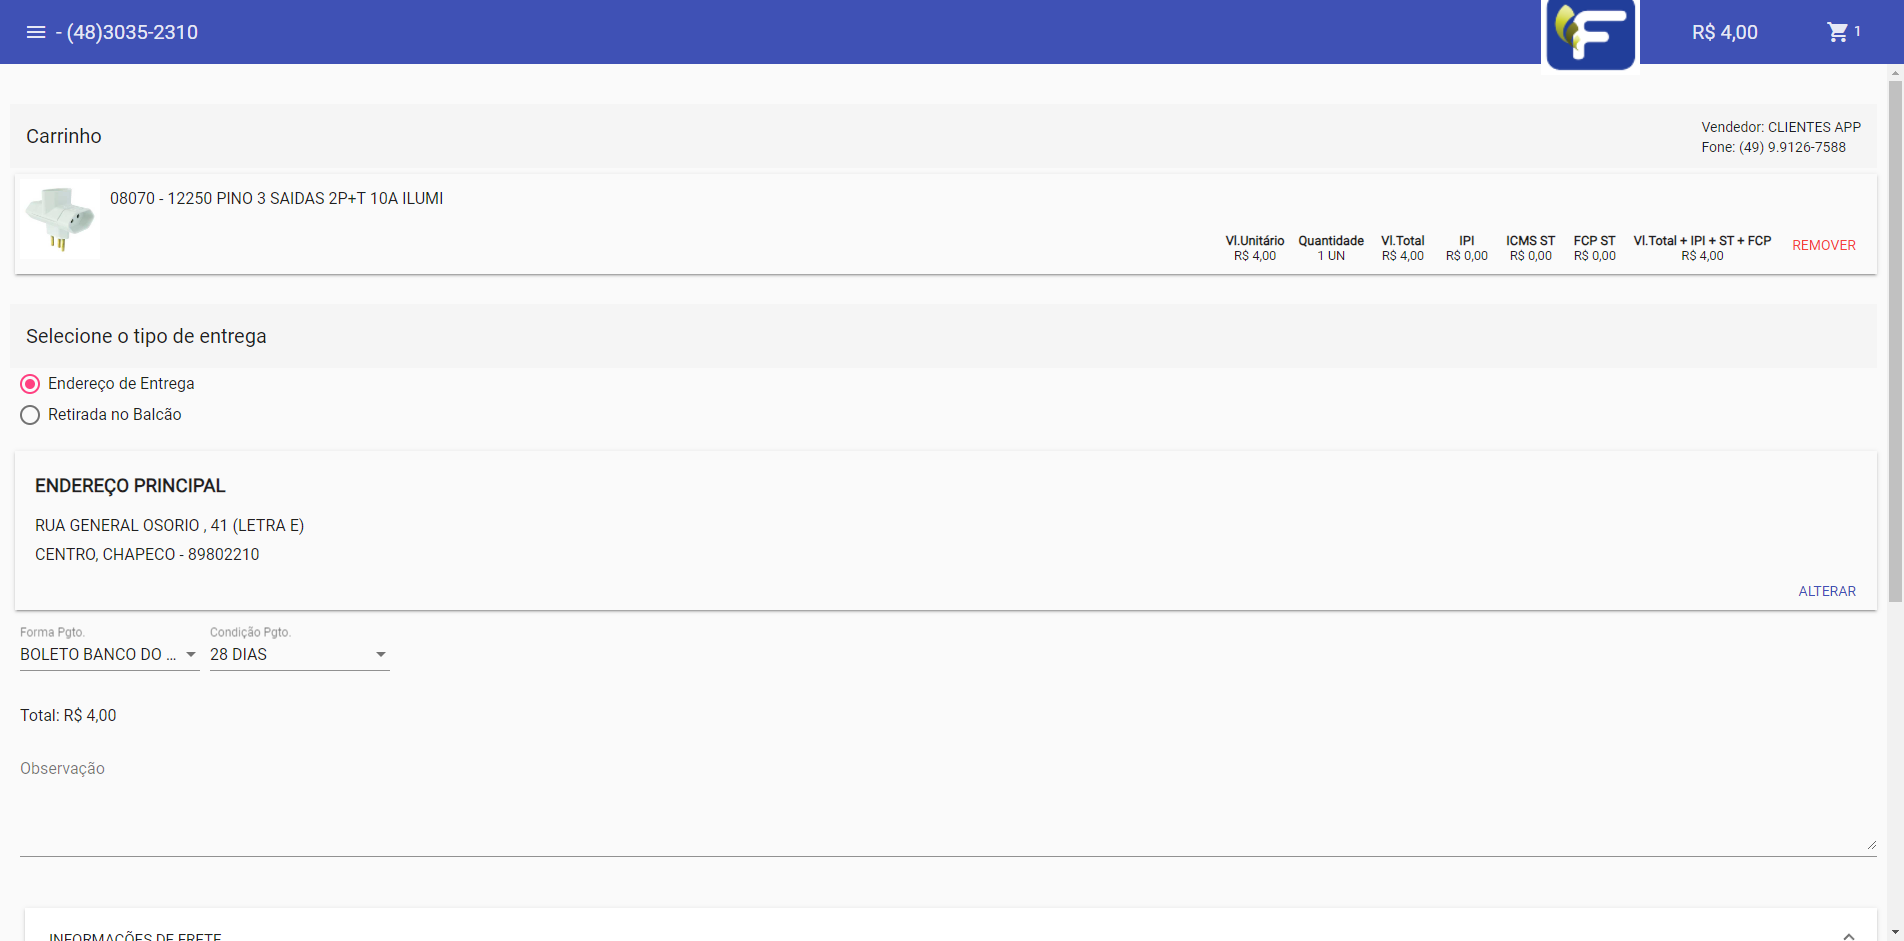 - (48)3035-2310
F
R$ 4,00
1
Carrinho
Vendedor: CLIENTES APP
Fone: (49) 9.9126-7588
08070 - 12250 PINO 3 SAIDAS 2P+T 10A ILUMI
Vl.Unitário Quantidade Vl.Total IPI ICMS ST FCP ST Vl.Total + IPI + ST + FCP
R$ 4,00 1 UN R$ 4,00 R$ 0,00 R$ 0,00 R$ 0,00 R$ 4,00
REMOVER
Selecione o tipo de entrega
Endereço de Entrega
Retirada no Balcão
ENDEREÇO PRINCIPAL
RUA GENERAL OSORIO , 41 (LETRA E)
CENTRO, CHAPECO - 89802210
ALTERAR
Forma Pgto. Condição Pgto.
BOLETO BANCO DO ... 28 DIAS
Total: R$ 4,00
Observação
INFORMAÇÕES DE FRETE